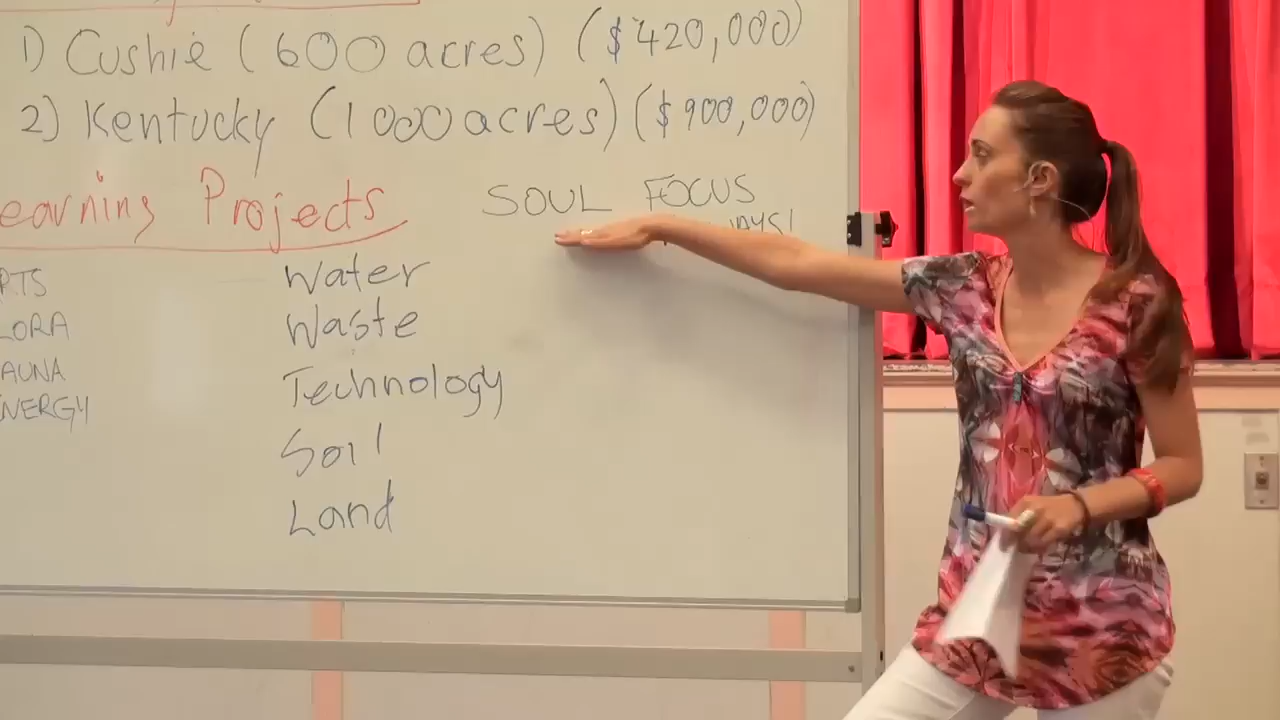 1) Cushie (600 acres) ($420,000)
2) Kentucky (1000 acres) ($900,000)
earning Projects
SOUL FOCUS
AYS!
RTS
LORA
AUNA
NERGY
Water
Waste
Technology
Soil
Land